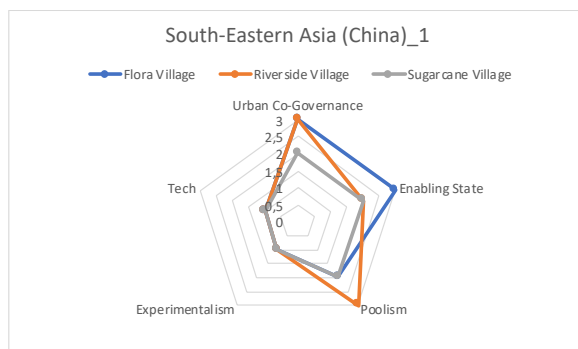 South-Eastern Asia (China)_1
Flora Village Riverside Village Sugarcane Village
Urban Co-Governance
3
2,5
2
1,5
1
0,5
0
Tech
Enabling State
Experimentalism
Poolism